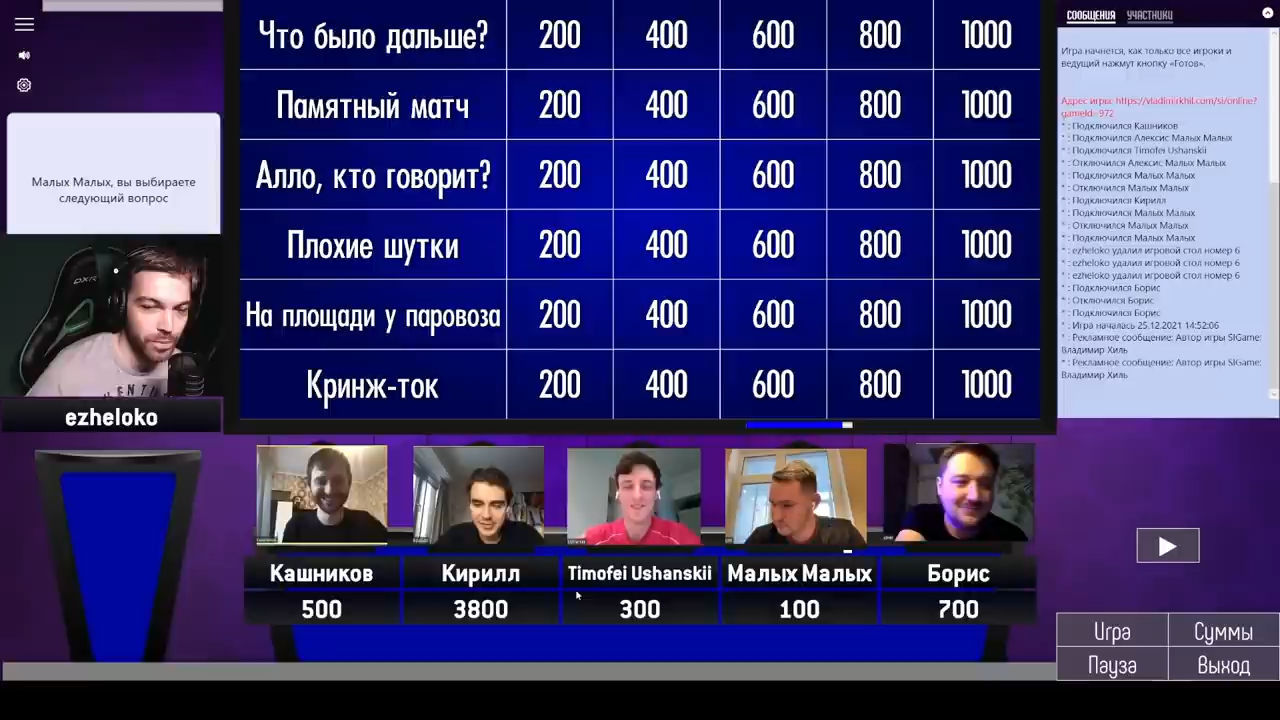 СООБЩЕНИЯ УЧАСТНИКИ
Что было дальше? 200 400 600 800 1000
Памятный матч 200 400 600 800 1000
Алло, кто говорит? 200 400 600 800 1000
Плохие шутки 200 400 600 800 1000
На площади у паровоза 200 400 600 800 1000
Кринж-ток 200 400 600 800 1000
Малых Малых, вы выбираете
следующий вопрос
DXR
ezheloko
Игра начнется, как только все игроки и
ведущий нажмут кнопку «Готов».
Адрес игры: https://vladimirkhil.com/si/online?
gameId=972
* : Подключился Кашников
* : Подключился Алексис Малых Малых
* : Подключился Timofei Ushanskii
* : Отключился Алексис Малых Малых
* : Подключился Малых Малых
* : Отключился Малых Малых
* : Подключился Кирилл
* : Подключился Малых Малых
* : Отключился Малых Малых
* : Подключился Малых Малых
* : ezheloko удалил игровой стол номер 6
* : ezheloko удалил игровой стол номер 6
* : ezheloko удалил игровой стол номер 6
* : Подключился Борис
* : Отключился Борис
* : Подключился Борис
* : Игра началась 25.12.2021 14:52:06
* : Рекламное сообщение: Автор игры SIGame:
Владимир Хиль
* : Рекламное сообщение: Автор игры SIGame:
Владимир Хиль
Кашников Кирилл Timofei Ushanskii Малых Малых Борис
500 3800 300 100 700
Игра Суммы
Пауза Выход